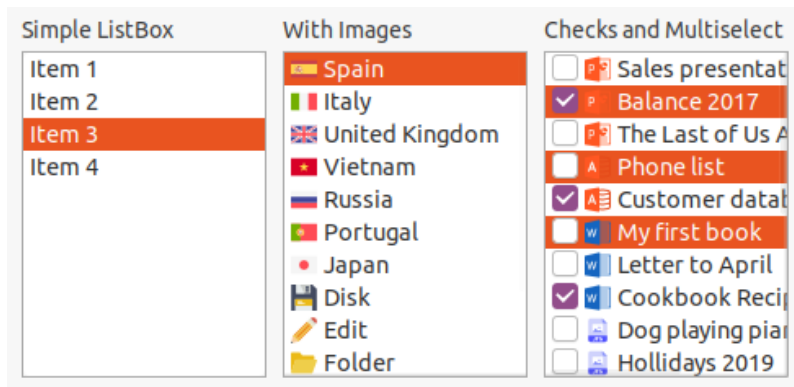 Simple ListBox
Item 1
Item 2
Item 3
Item 4
With Images
Spain
Italy
United Kingdom
Vietnam
Russia
Portugal
Japan
Disk
Edit
Folder
Checks and Multiselect
Sales presentat
Balance 2017
The Last of Us A
Phone list
Customer datab
My first book
Letter to April
Cookbook Recip
Dog playing pian
Hollidays 2019